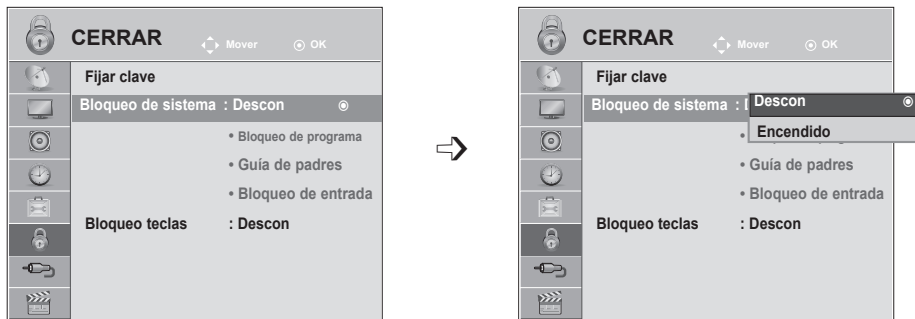 CERRAR Mover OK
Fijar clave
Bloqueo de sistema : Descon
• Bloqueo de programa
• Guía de padres
• Bloqueo de entrada
Bloqueo teclas : Descon
CERRAR Mover OK
Fijar clave
Bloqueo de sistema :
Descon
Encendido
• Guía de padres
• Bloqueo de entrada
Bloqueo teclas : Descon